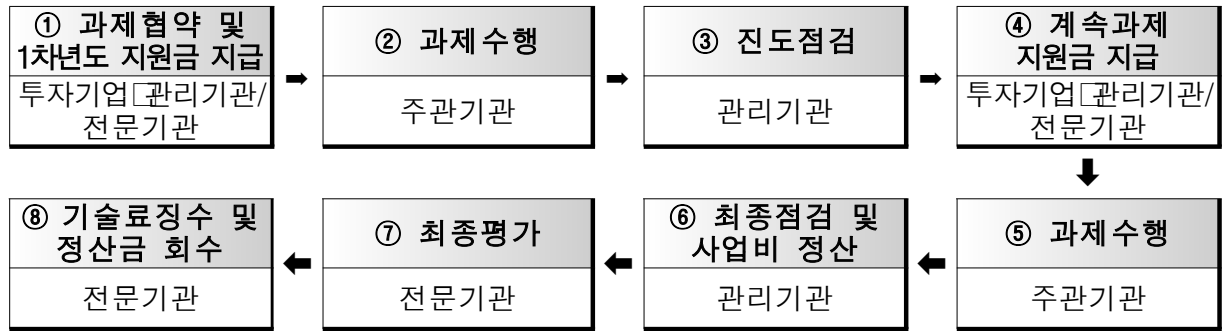 ① 과제협약 및
1차년도 지원금 지급
투자기업□관리기관/
전문기관
② 과제수행
주관기관
③ 진도점검
관리기관
④ 계속과제
지원금 지급
투자기업□관리기관/
전문기관
⑤ 과제수행
주관기관
⑥ 최종점검 및
사업비 정산
관리기관
⑦ 최종평가
전문기관
⑧ 기술료징수 및
정산금 회수
전문기관